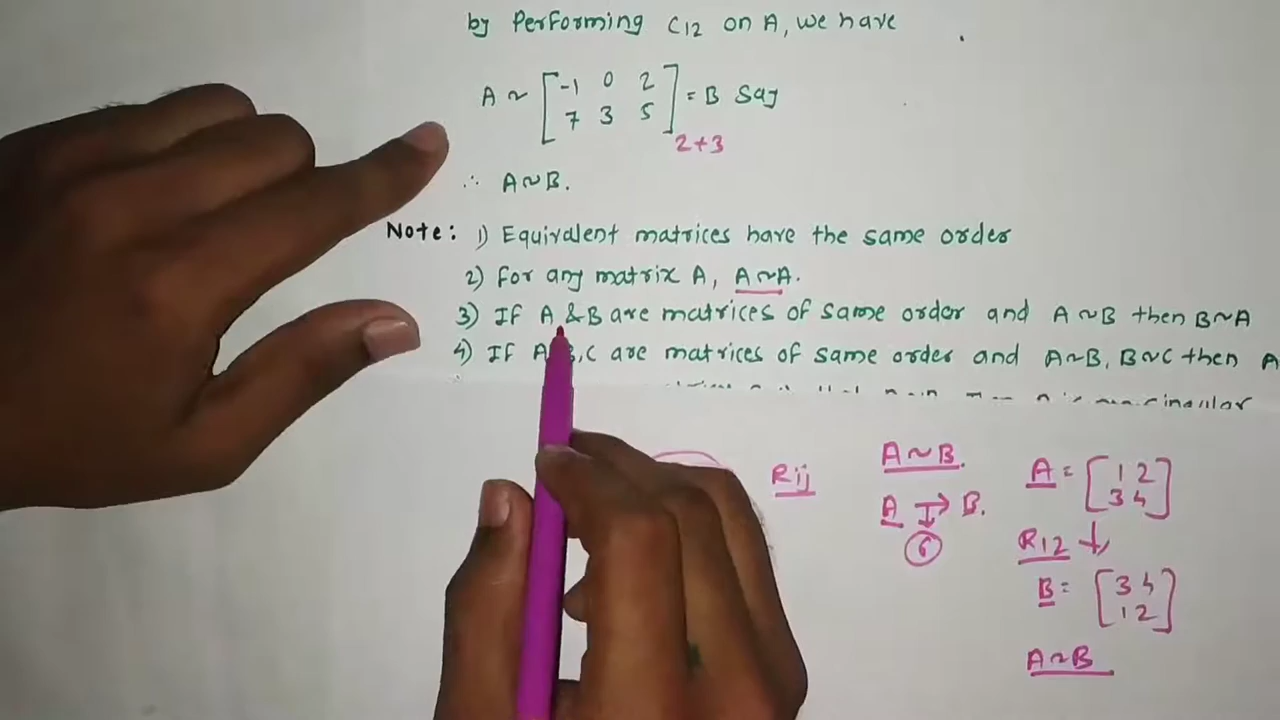 by Performing C12 on A, we have
A ~ [-1 0 2
7 3 5] = B Say
2+3
∴ A~B.
Note: 1) Equivalent matrices have the same order
2) For any matrix A, A~A.
3) If A & B are matrices of same order and A~B then B~A
4) If A B, C are matrices of same order and A~B, B~C then A
Rij
A~B.
A → B.
6
A = [1 2
3 4]
R12 ↓
B = [3 4
1 2]
A~B